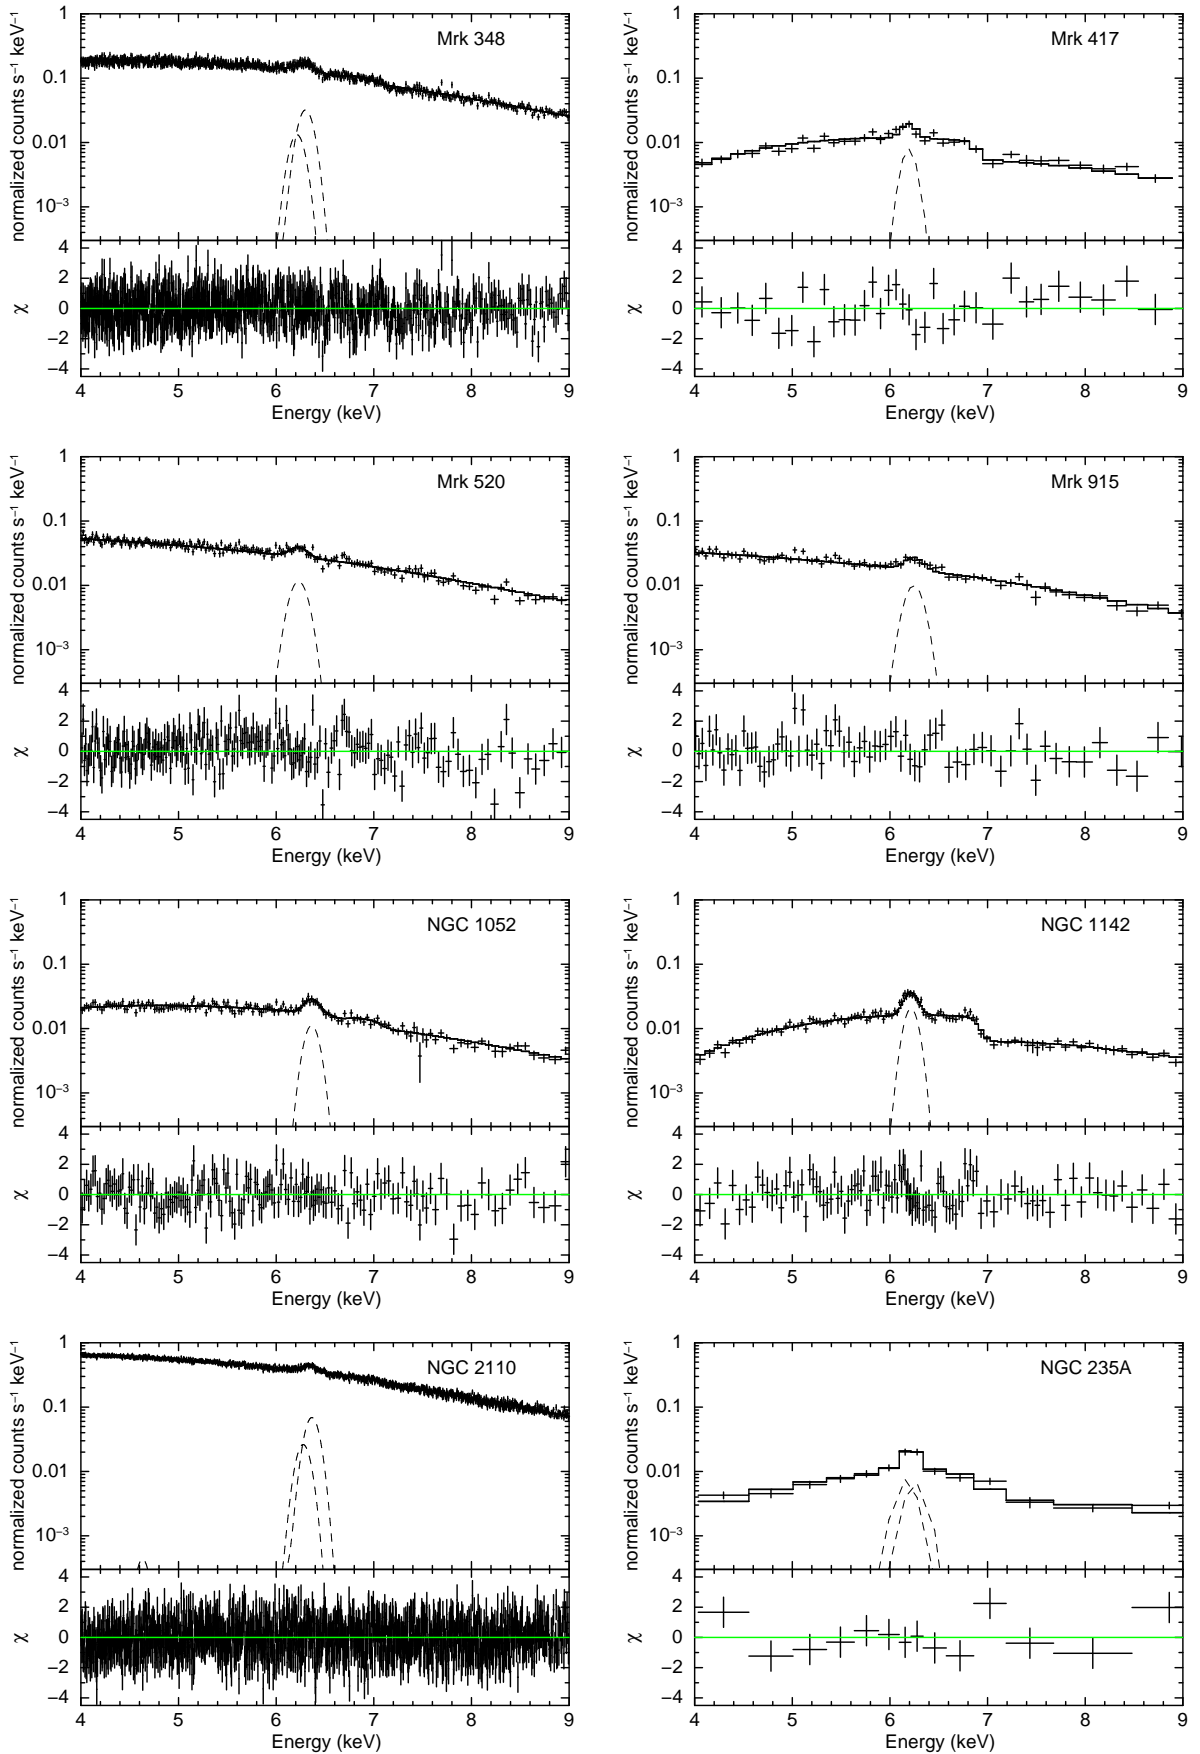 normalized counts s⁻¹ keV⁻¹
1
0.1
0.01
10⁻³
Mrk 348
χ
4
2
0
−2
−4
4 5 6 7 8 9
Energy (keV)
normalized counts s⁻¹ keV⁻¹
1
0.1
0.01
10⁻³
Mrk 417
χ
4
2
0
−2
−4
4 5 6 7 8 9
Energy (keV)
normalized counts s⁻¹ keV⁻¹
1
0.1
0.01
10⁻³
Mrk 520
χ
4
2
0
−2
−4
4 5 6 7 8 9
Energy (keV)
normalized counts s⁻¹ keV⁻¹
1
0.1
0.01
10⁻³
Mrk 915
χ
4
2
0
−2
−4
4 5 6 7 8 9
Energy (keV)
normalized counts s⁻¹ keV⁻¹
1
0.1
0.01
10⁻³
NGC 1052
χ
4
2
0
−2
−4
4 5 6 7 8 9
Energy (keV)
normalized counts s⁻¹ keV⁻¹
1
0.1
0.01
10⁻³
NGC 1142
χ
4
2
0
−2
−4
4 5 6 7 8 9
Energy (keV)
normalized counts s⁻¹ keV⁻¹
1
0.1
0.01
10⁻³
NGC 2110
χ
4
2
0
−2
−4
4 5 6 7 8 9
Energy (keV)
normalized counts s⁻¹ keV⁻¹
1
0.1
0.01
10⁻³
NGC 235A
χ
4
2
0
−2
−4
4 5 6 7 8 9
Energy (keV)